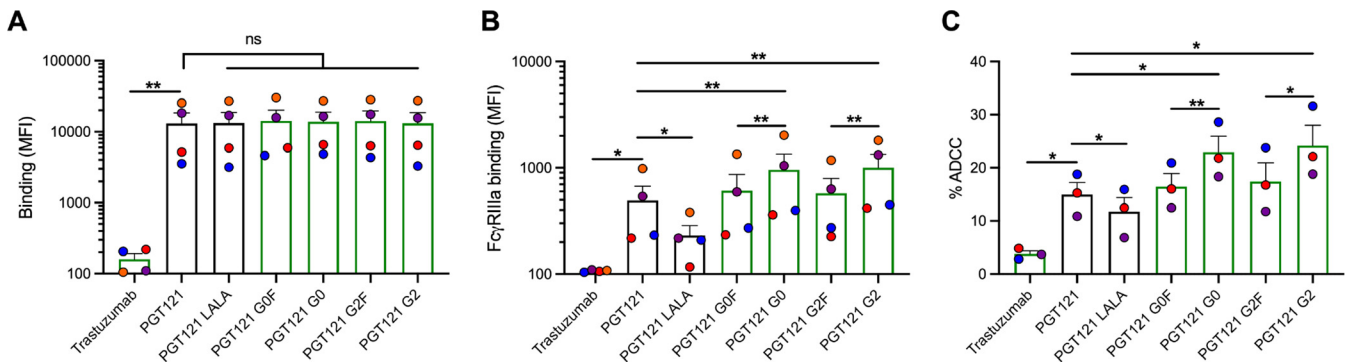 A
Binding (MFI)
100000
10000
1000
100
**
ns
Trastuzumab
PGT121
PGT121 LALA
PGT121 G0F
PGT121 G0
PGT121 G2F
PGT121 G2
B
FcγRIIIa binding (MFI)
10000
1000
100
**
**
*
*
**
**
Trastuzumab
PGT121
PGT121 LALA
PGT121 G0F
PGT121 G0
PGT121 G2F
PGT121 G2
C
% ADCC
40
30
20
10
0
*
*
*
*
**
*
Trastuzumab
PGT121
PGT121 LALA
PGT121 G0F
PGT121 G0
PGT121 G2F
PGT121 G2